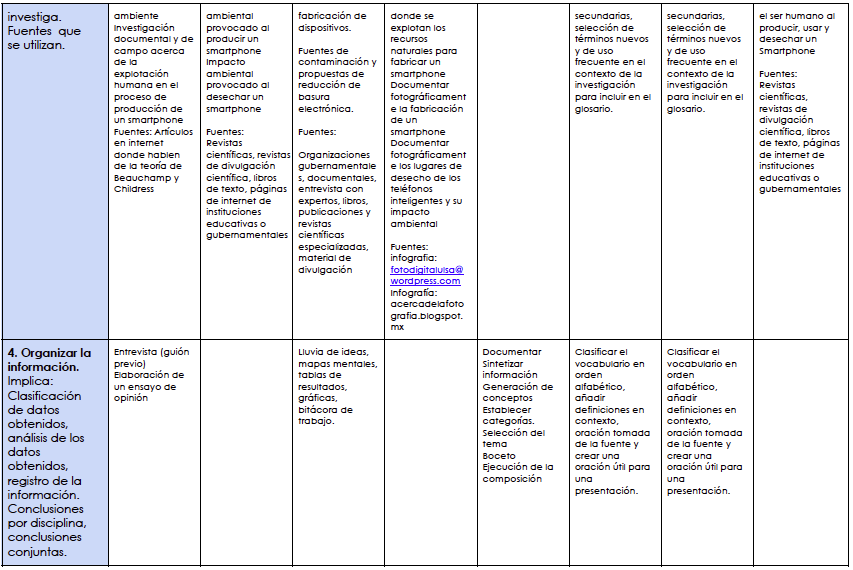 investiga.
Fuentes que
se utilizan.
ambiente
Investigación
documental y de
campo acerca
de la
explotación
humana en el
proceso de
producción de
un smartphone
Fuentes: Artículos
en internet
donde hablen
de la teoría de
Beauchamp y
Childress
ambiental
provocado al
producir un
smartphone
Impacto
ambiental
provocado al
desechar un
smartphone
Fuentes:
Revistas
científicas, revistas
de divulgación
científica, libros
de texto, páginas
de internet de
instituciones
educativas o
gubernamentales
fabricación de
dispositivos.
Fuentes de
contaminación y
propuestas de
reducción de
basura
electrónica.
Fuentes:
Organizaciones
gubernamentale
s, documentales,
entrevista con
expertos, libros,
publicaciones y
revistas
científicas
especializadas,
material de
divulgación
donde se
explotan los
recursos
naturales para
fabricar un
smartphone
Documentar
fotográficament
e la fabricación
de un
smartphone
Documentar
fotográficament
e los lugares de
desecho de los
teléfonos
inteligentes y su
impacto
ambiental
Fuentes:
infografia:
fotodigitaluisa@
wordpress.com
Infografía:
acercadelafoto
grafia.blogspot.
mx
secundarias,
selección de
términos nuevos
y de uso
frecuente en el
contexto de la
investigación
para incluir en el
glosario.
secundarias,
selección de
términos nuevos
y de uso
frecuente en el
contexto de la
investigación
para incluir en el
glosario.
el ser humano al
producir, usar y
desechar un
Smartphone
Fuentes:
Revistas
científicas,
revistas de
divulgación
científica, libros
de texto, páginas
de internet de
instituciones
educativas o
gubernamentales
4. Organizar la
información.
Implica:
Clasificación
de datos
obtenidos,
análisis de los
datos
obtenidos,
registro de la
información.
Conclusiones
por disciplina,
conclusiones
conjuntas.
Entrevista (guión
previo)
Elaboración de
un ensayo de
opinión
Lluvia de ideas,
mapas mentales,
tablas de
resultados,
gráficas,
bitácora de
trabajo.
Documentar
Sintetizar
información
Generación de
conceptos
Establecer
categorías.
Selección del
tema
Boceto
Ejecución de la
composición
Clasificar el
vocabulario en
orden
alfabético,
añadir
definiciones en
contexto,
oración tomada
de la fuente y
crear una
oración útil para
una
presentación.
Clasificar el
vocabulario en
orden
alfabético,
añadir
definiciones en
contexto,
oración tomada
de la fuente y
crear una
oración útil para
una
presentación.